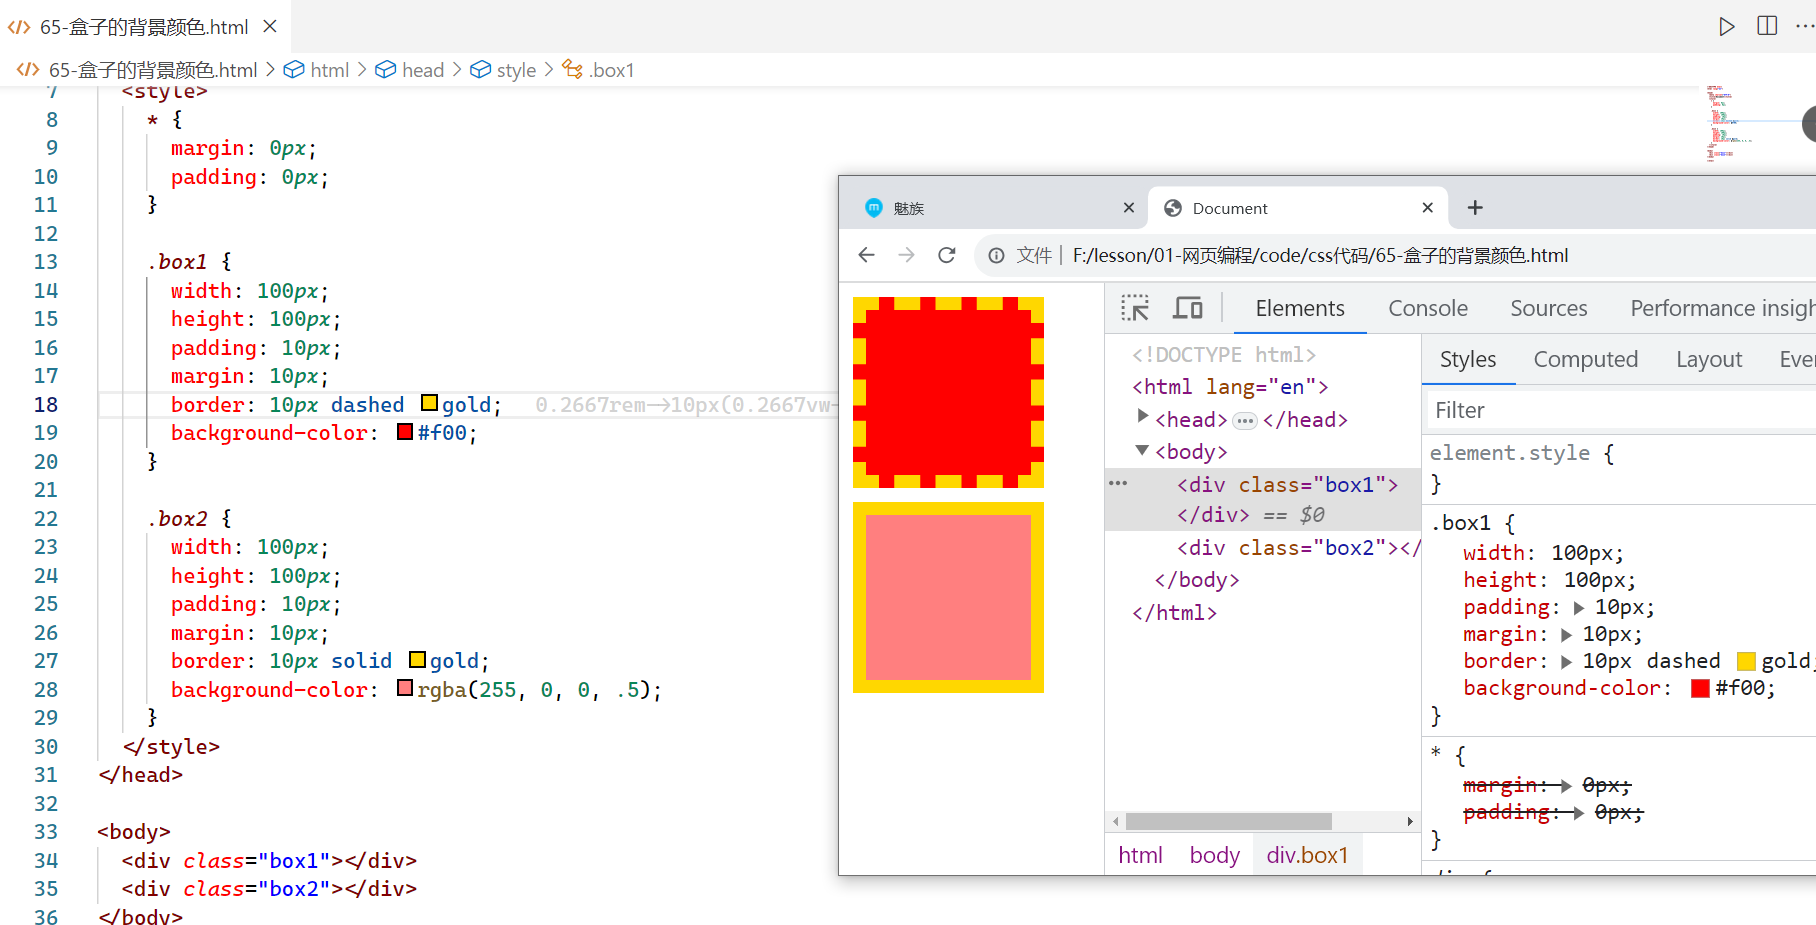 65-盒子的背景颜色.html
65-盒子的背景颜色.html > html > head > style > .box1
7 <style>
8 * {
9 margin: 0px;
10 padding: 0px;
11 }
12
13 .box1 {
14 width: 100px;
15 height: 100px;
16 padding: 10px;
17 margin: 10px;
18 border: 10px dashed gold; 0.2667rem→10px(0.2667vw
19 background-color: #f00;
20 }
21
22 .box2 {
23 width: 100px;
24 height: 100px;
25 padding: 10px;
26 margin: 10px;
27 border: 10px solid gold;
28 background-color: rgba(255, 0, 0, .5);
29 }
30 </style>
31 </head>
32
33 <body>
34 <div class="box1"></div>
35 <div class="box2"></div>
36 </body>
魅族
Document
文件 | F:/lesson/01-网页编程/code/css代码/65-盒子的背景颜色.html
Elements Console Sources Performance insigh
<!DOCTYPE html>
<html lang="en">
<head> ··· </head>
<body>
<div class="box1">
</div> == $0
<div class="box2"></
</body>
</html>
html body div.box1
Styles Computed Layout Eve
Filter
element.style {
}
.box1 {
width: 100px;
height: 100px;
padding: 10px;
margin: 10px;
border: 10px dashed gold;
background-color: #f00;
}
* {
margin: 0px;
padding: 0px;
}